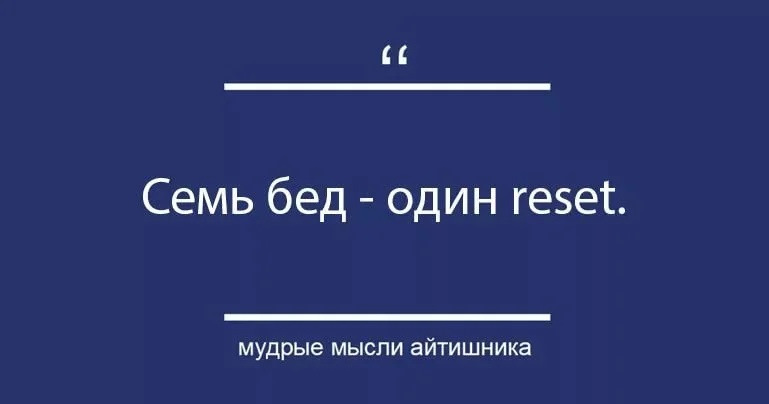 “
Семь бед - один reset.
мудрые мысли айтишника